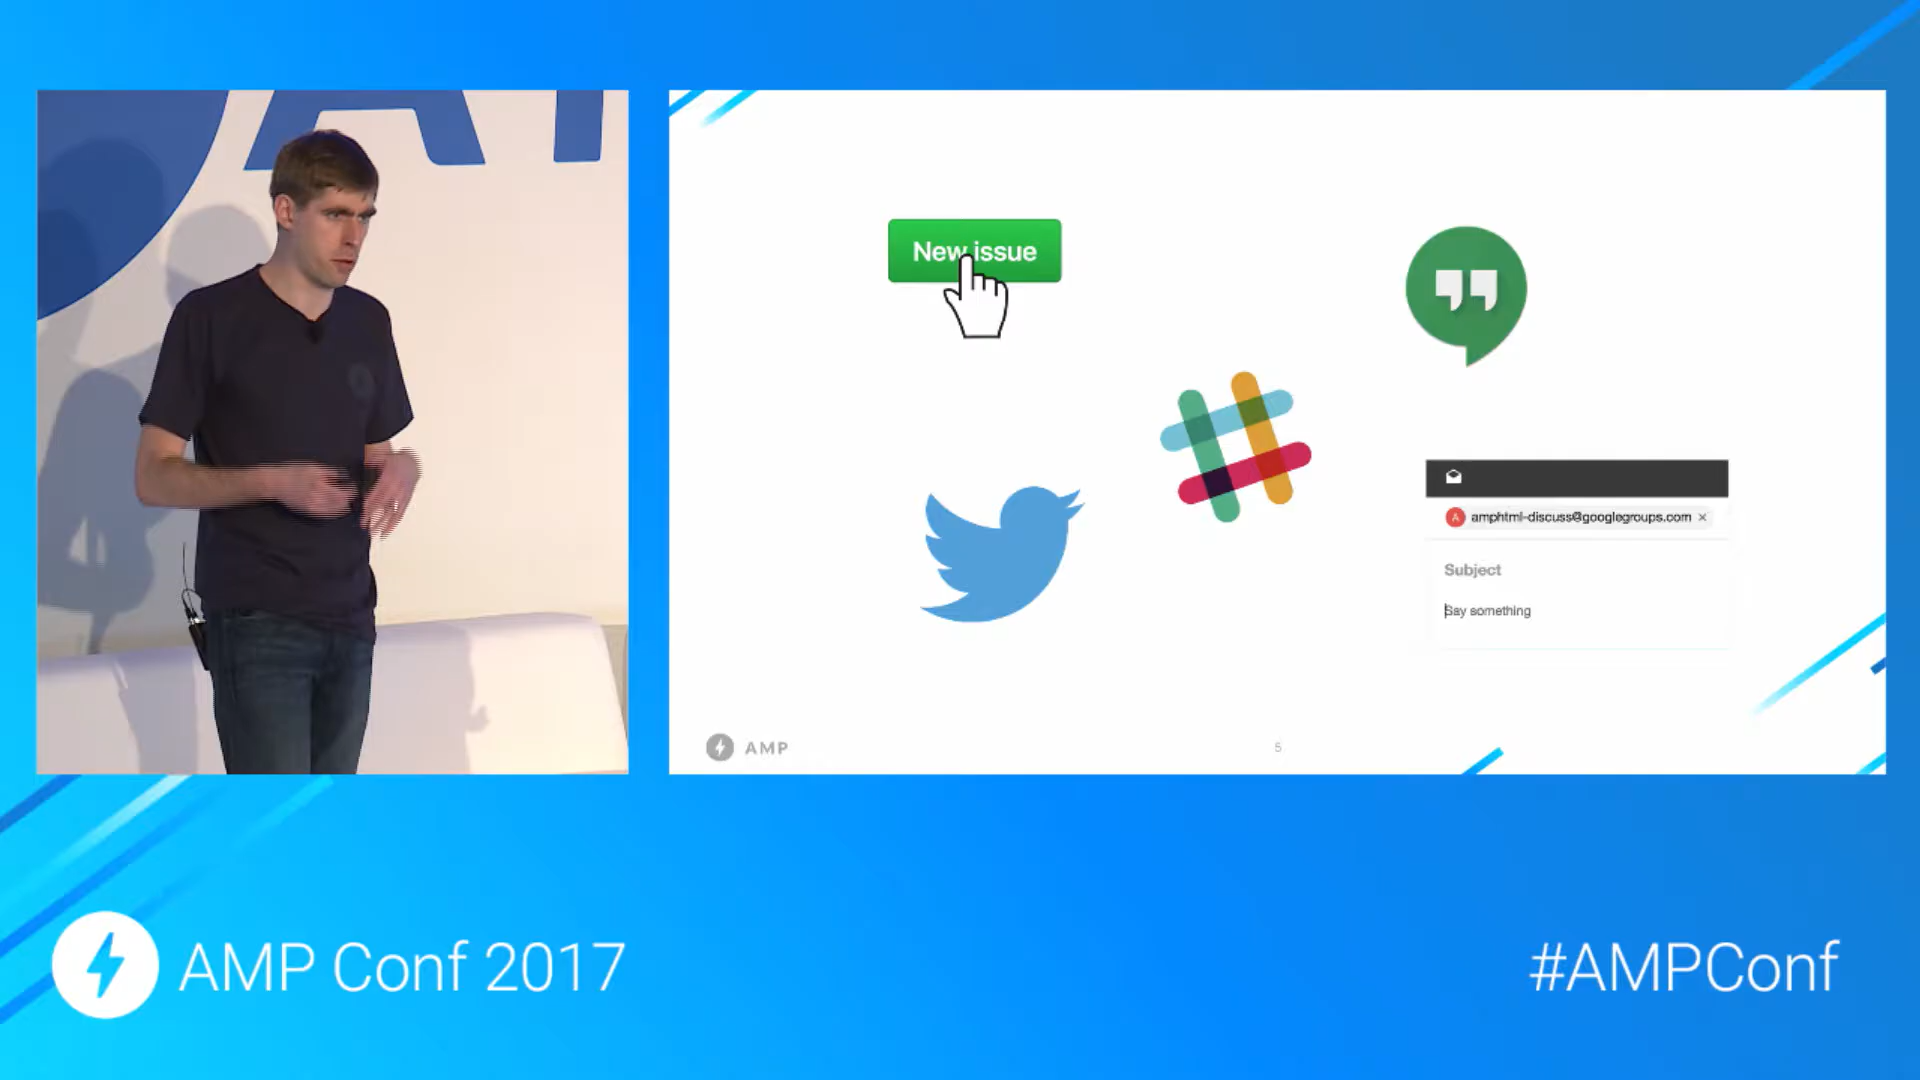 New issue
amphtml-discuss@googlegroups.com ×
Subject
Say something
AMP
5
AMP Conf 2017
#AMPConf